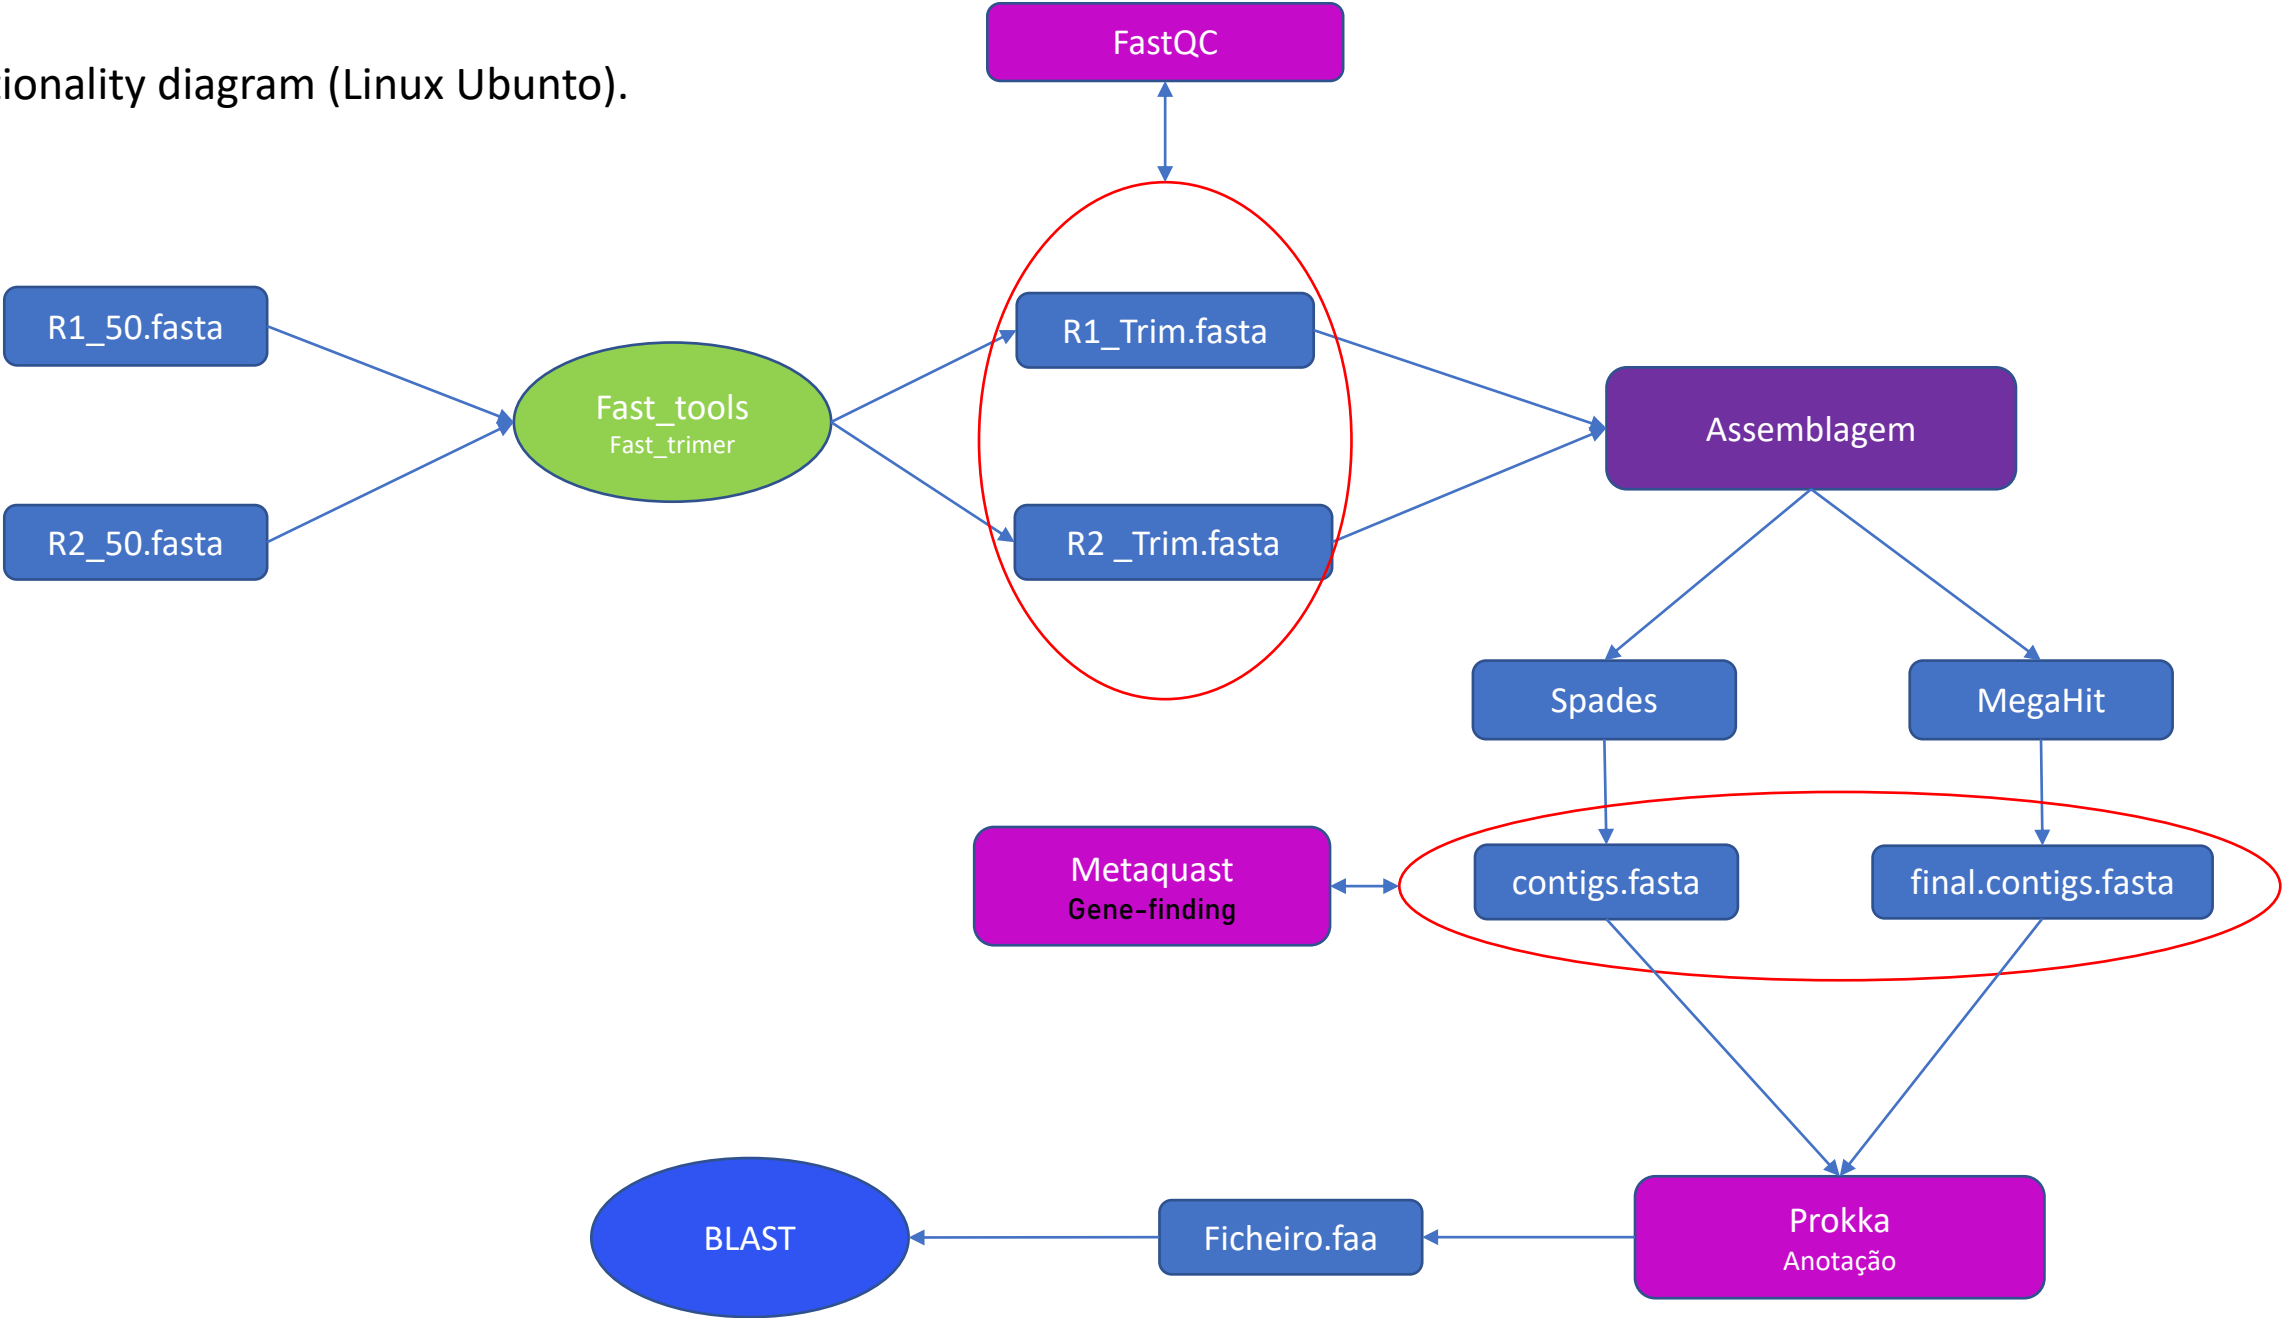 FastQC
tionality diagram (Linux Ubunto).
R1_50.fasta
R1_Trim.fasta
Fast_tools
Fast_trimer
Assemblagem
R2_50.fasta
R2 _Trim.fasta
Spades
MegaHit
Metaquast
Gene-finding
contigs.fasta
final.contigs.fasta
BLAST
Ficheiro.faa
Prokka
Anotação